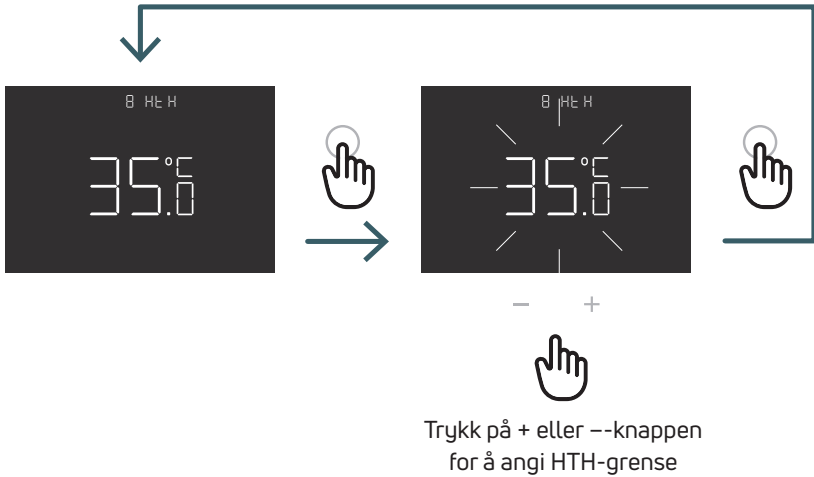 8 HtH
35.0°C
8 HtH
35.0°C
− +
Trykk på + eller –-knappen
for å angi HTH-grense